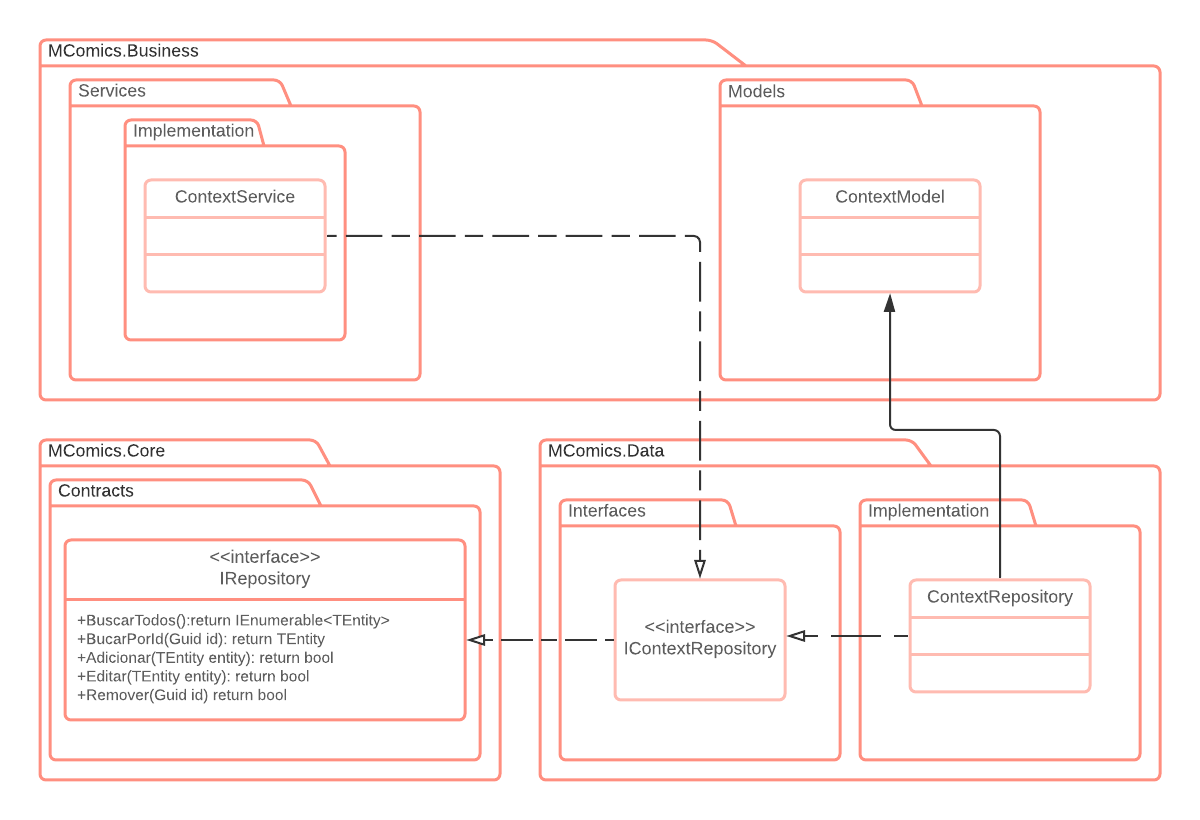 MComics.Business
Services
Models
Implementation
ContextService
ContextModel
MComics.Core
MComics.Data
Contracts
Interfaces
Implementation
<<interface>>
IRepository
+BuscarTodos():return IEnumerable<TEntity>
+BucarPorId(Guid id): return TEntity
+Adicionar(TEntity entity): return bool
+Editar(TEntity entity): return bool
+Remover(Guid id) return bool
<<interface>>
IContextRepository
ContextRepository